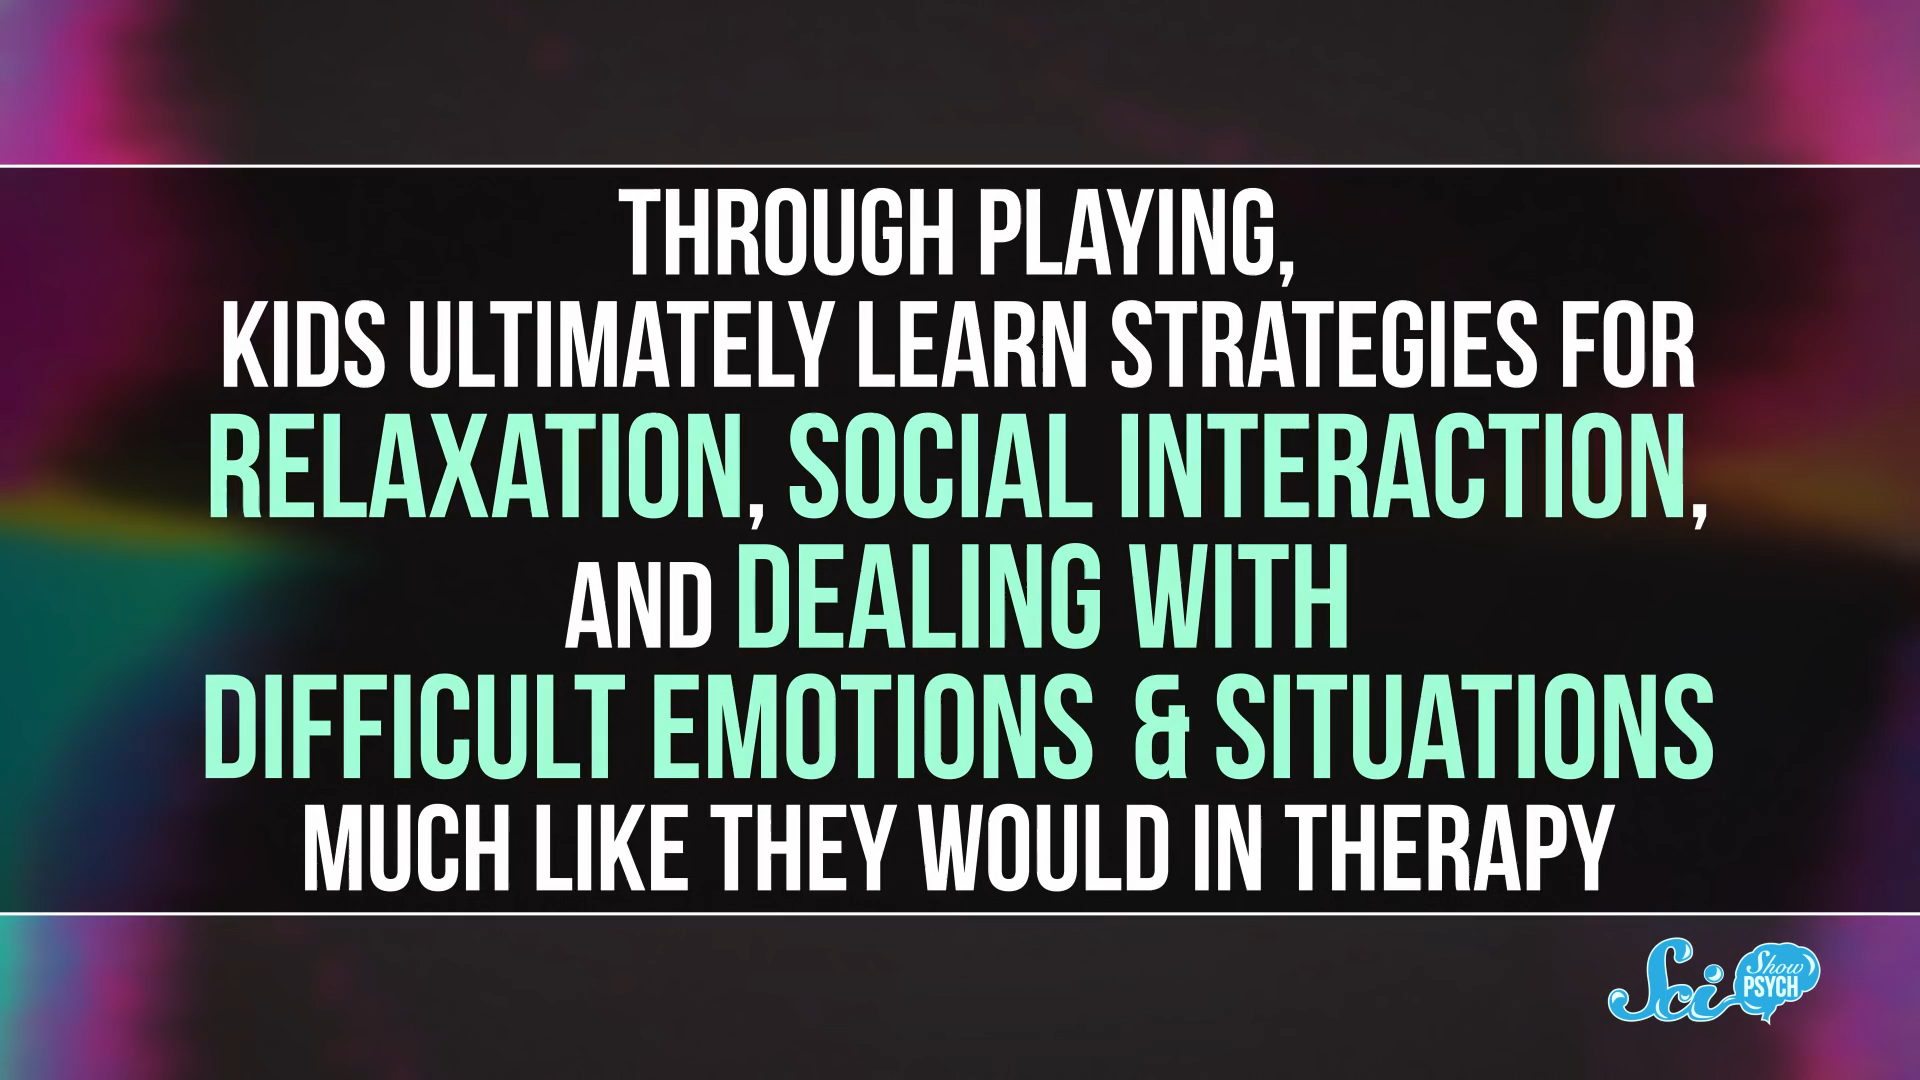 THROUGH PLAYING,
KIDS ULTIMATELY LEARN STRATEGIES FOR
RELAXATION, SOCIAL INTERACTION,
AND DEALING WITH
DIFFICULT EMOTIONS & SITUATIONS
MUCH LIKE THEY WOULD IN THERAPY
Sci Show
PSYCH